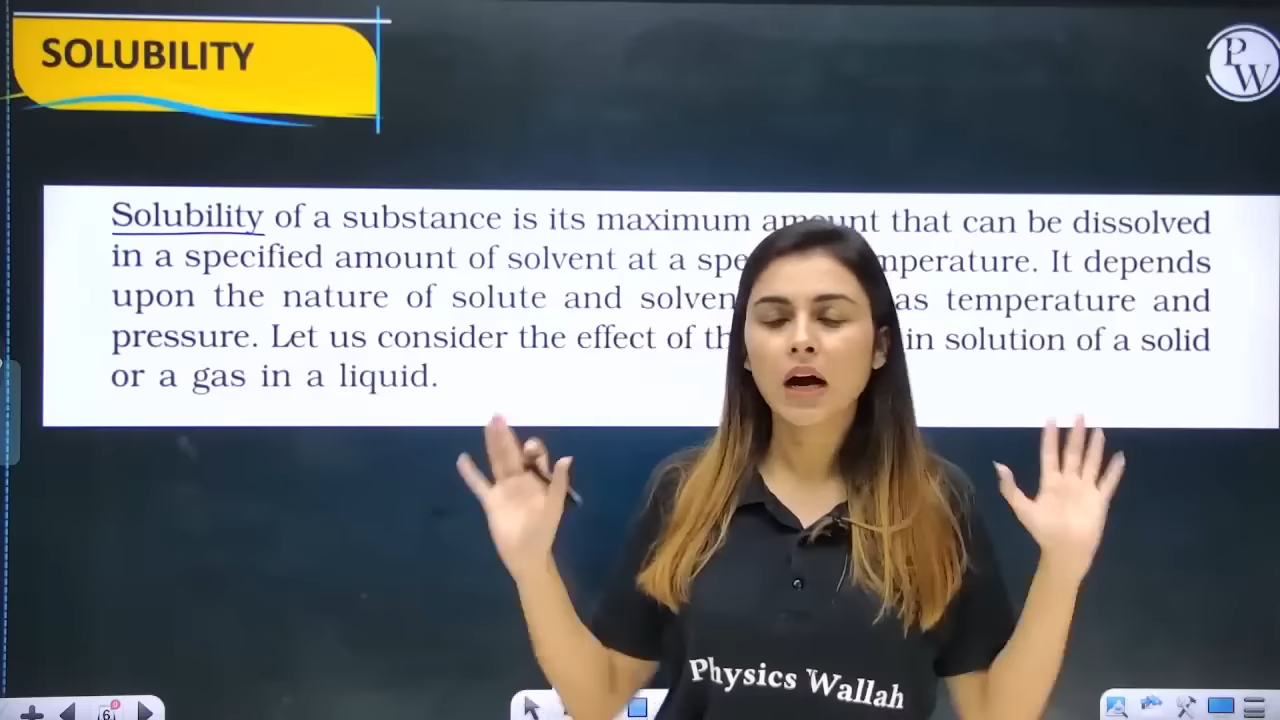 SOLUBILITY
PW
Solubility of a substance is its maximum amount that can be dissolved
in a specified amount of solvent at a spe mperature. It depends
upon the nature of solute and solven as temperature and
pressure. Let us consider the effect of th in solution of a solid
or a gas in a liquid.
Physics Wallah
6